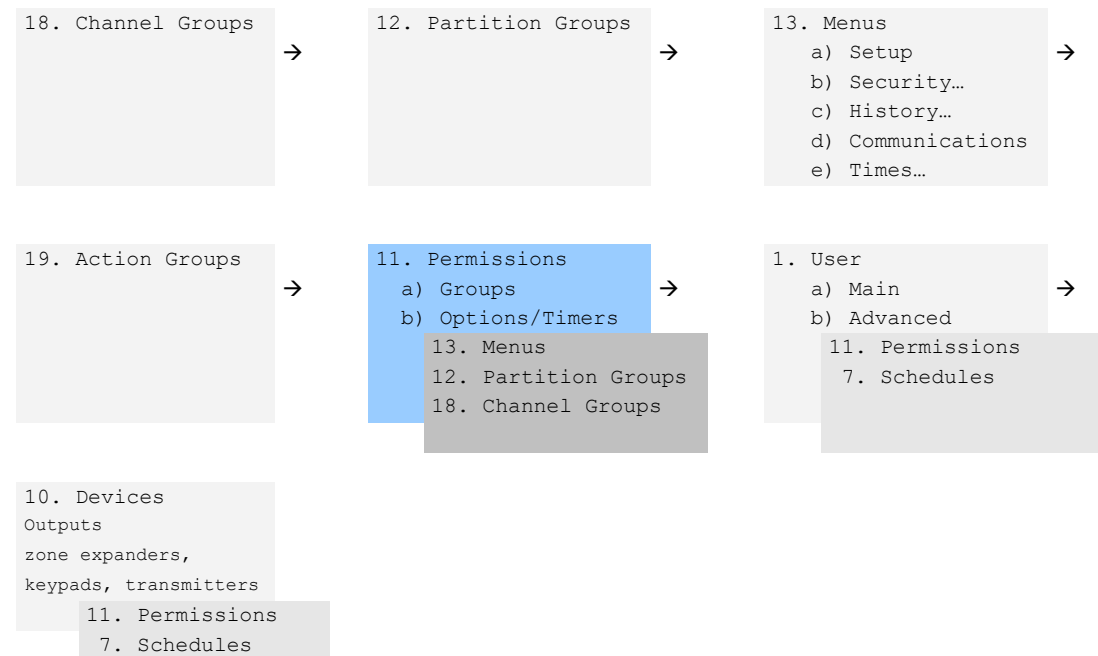 18. Channel Groups
→
12. Partition Groups
→
13. Menus
a) Setup
b) Security…
c) History…
d) Communications
e) Times…
→
19. Action Groups
→
11. Permissions
a) Groups
b) Options/Timers
13. Menus
12. Partition Groups
18. Channel Groups
→
1. User
a) Main
b) Advanced
11. Permissions
7. Schedules
→
10. Devices
Outputs
zone expanders,
keypads, transmitters
11. Permissions
7. Schedules